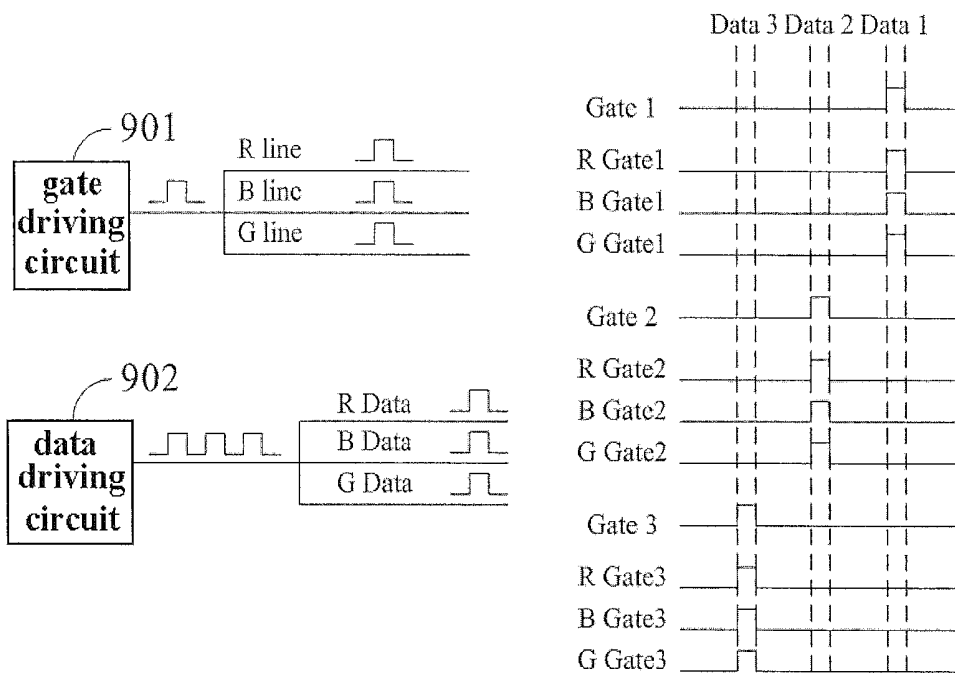 901
gate
driving
circuit
R line
B line
G line
902
data
driving
circuit
R Data
B Data
G Data
Data 3 Data 2 Data 1
Gate 1
R Gate1
B Gate1
G Gate1
Gate 2
R Gate2
B Gate2
G Gate2
Gate 3
R Gate3
B Gate3
G Gate3